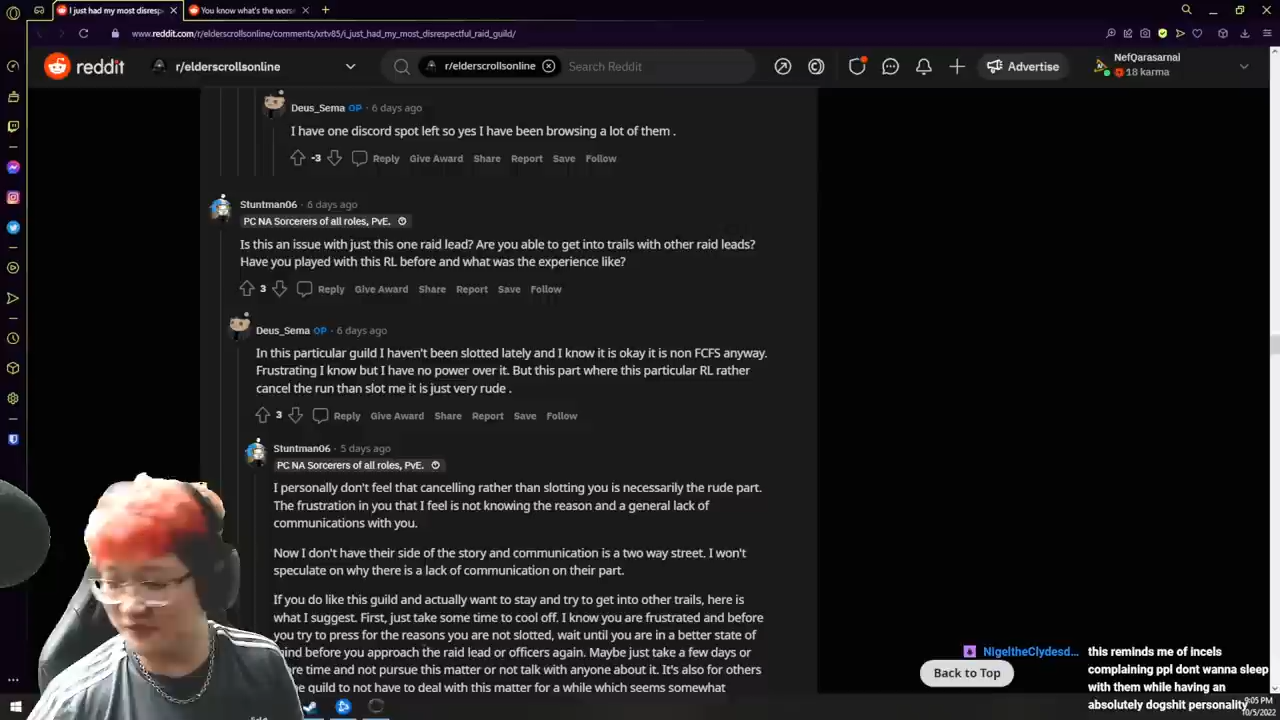 I just had my most disresp
You know what's the worse
www.reddit.com/r/elderscrollsonline/comments/xrtv85/i_just_had_my_most_disrespectful_raid_guild/
reddit
r/elderscrollsonline
r/elderscrollsonline
Search Reddit
Advertise
NefQarasarnai
18 karma
Deus_Sema OP · 6 days ago
I have one discord spot left so yes I have been browsing a lot of them .
-3 Reply Give Award Share Report Save Follow
Stuntman06 · 6 days ago
PC NA Sorcerers of all roles, PvE.
Is this an issue with just this one raid lead? Are you able to get into trails with other raid leads?
Have you played with this RL before and what was the experience like?
3 Reply Give Award Share Report Save Follow
Deus_Sema OP · 6 days ago
In this particular guild I haven't been slotted lately and I know it is okay it is non FCFS anyway.
Frustrating I know but I have no power over it. But this part where this particular RL rather
cancel the run than slot me it is just very rude .
3 Reply Give Award Share Report Save Follow
Stuntman06 · 5 days ago
PC NA Sorcerers of all roles, PvE.
I personally don't feel that cancelling rather than slotting you is necessarily the rude part.
The frustration in you that I feel is not knowing the reason and a general lack of
communications with you.
Now I don't have their side of the story and communication is a two way street. I won't
speculate on why there is a lack of communication on their part.
If you do like this guild and actually want to stay and try to get into other trails, here is
what I suggest. First, just take some time to cool off. I know you are frustrated and before
you try to press for the reasons you are not slotted, wait until you are in a better state of
mind before you approach the raid lead or officers again. Maybe just take a few days or
re time and not pursue this matter or not talk with anyone about it. It's also for others
e guild to not have to deal with this matter for a while which seems somewhat
NigeltheClydesd...
this reminds me of incels
complaining ppl dont wanna sleep
with them while having an
absolutely dogshit personality
Back to Top
9:05 PM
10/5/2022